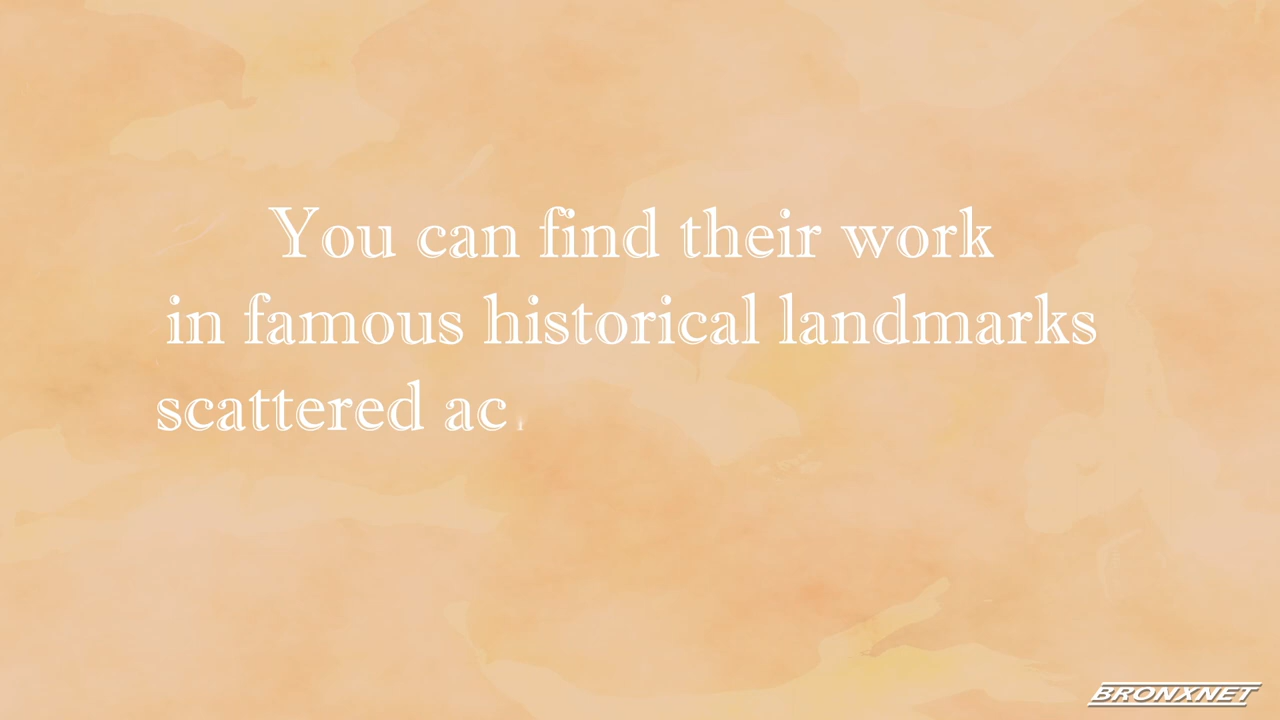 You can find their work
in famous historical landmarks
scattered ac
BRONXNET